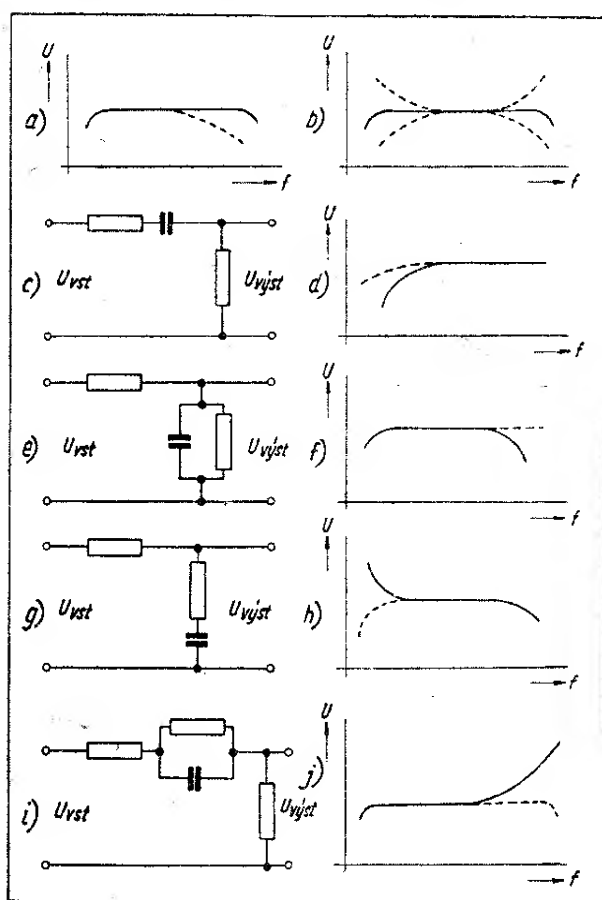 U
a)
f
U
b)
f
c) Uvst Uvýst
U
d)
f
e) Uvst Uvýst
U
f)
f
g) Uvst Uvýst
U
h)
f
i) Uvst Uvýst
U
j)
f